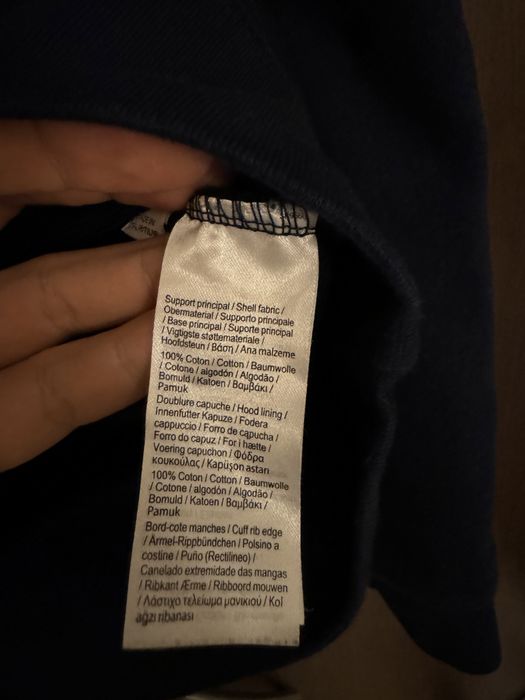 Support principal / Shell fabric /
Obermaterial / Supporto principale
/ Base principal / Suporte principal
/ Vigtigste støttemateriale /
Hoofdsteun / Βάση / Ana malzeme
100% Coton / Cotton / Baumwolle
/ Cotone / algodón / Algodão /
Bomuld / Katoen / Βαμβάκι /
Pamuk
Doublure capuche / Hood lining /
Innenfutter Kapuze / Fodera
cappuccio / Forro de capucha /
Forro do capuz / For i hætte /
Voering capuchon / Φόδρα
κουκούλας / Kapüşon astarı
100% Coton / Cotton / Baumwolle
/ Cotone / algodón / Algodão /
Bomuld / Katoen / Βαμβάκι /
Pamuk
Bord-cote manches / Cuff rib edge
/ Ärmel-Rippbündchen / Polsino a
costine / Puño (Rectilineo) /
Canelado extremidade das mangas
/ Ribkant Ærme / Ribboord mouwen
/ Λάστιχο τελείωμα μανικιού / Kol
ağzı ribanası